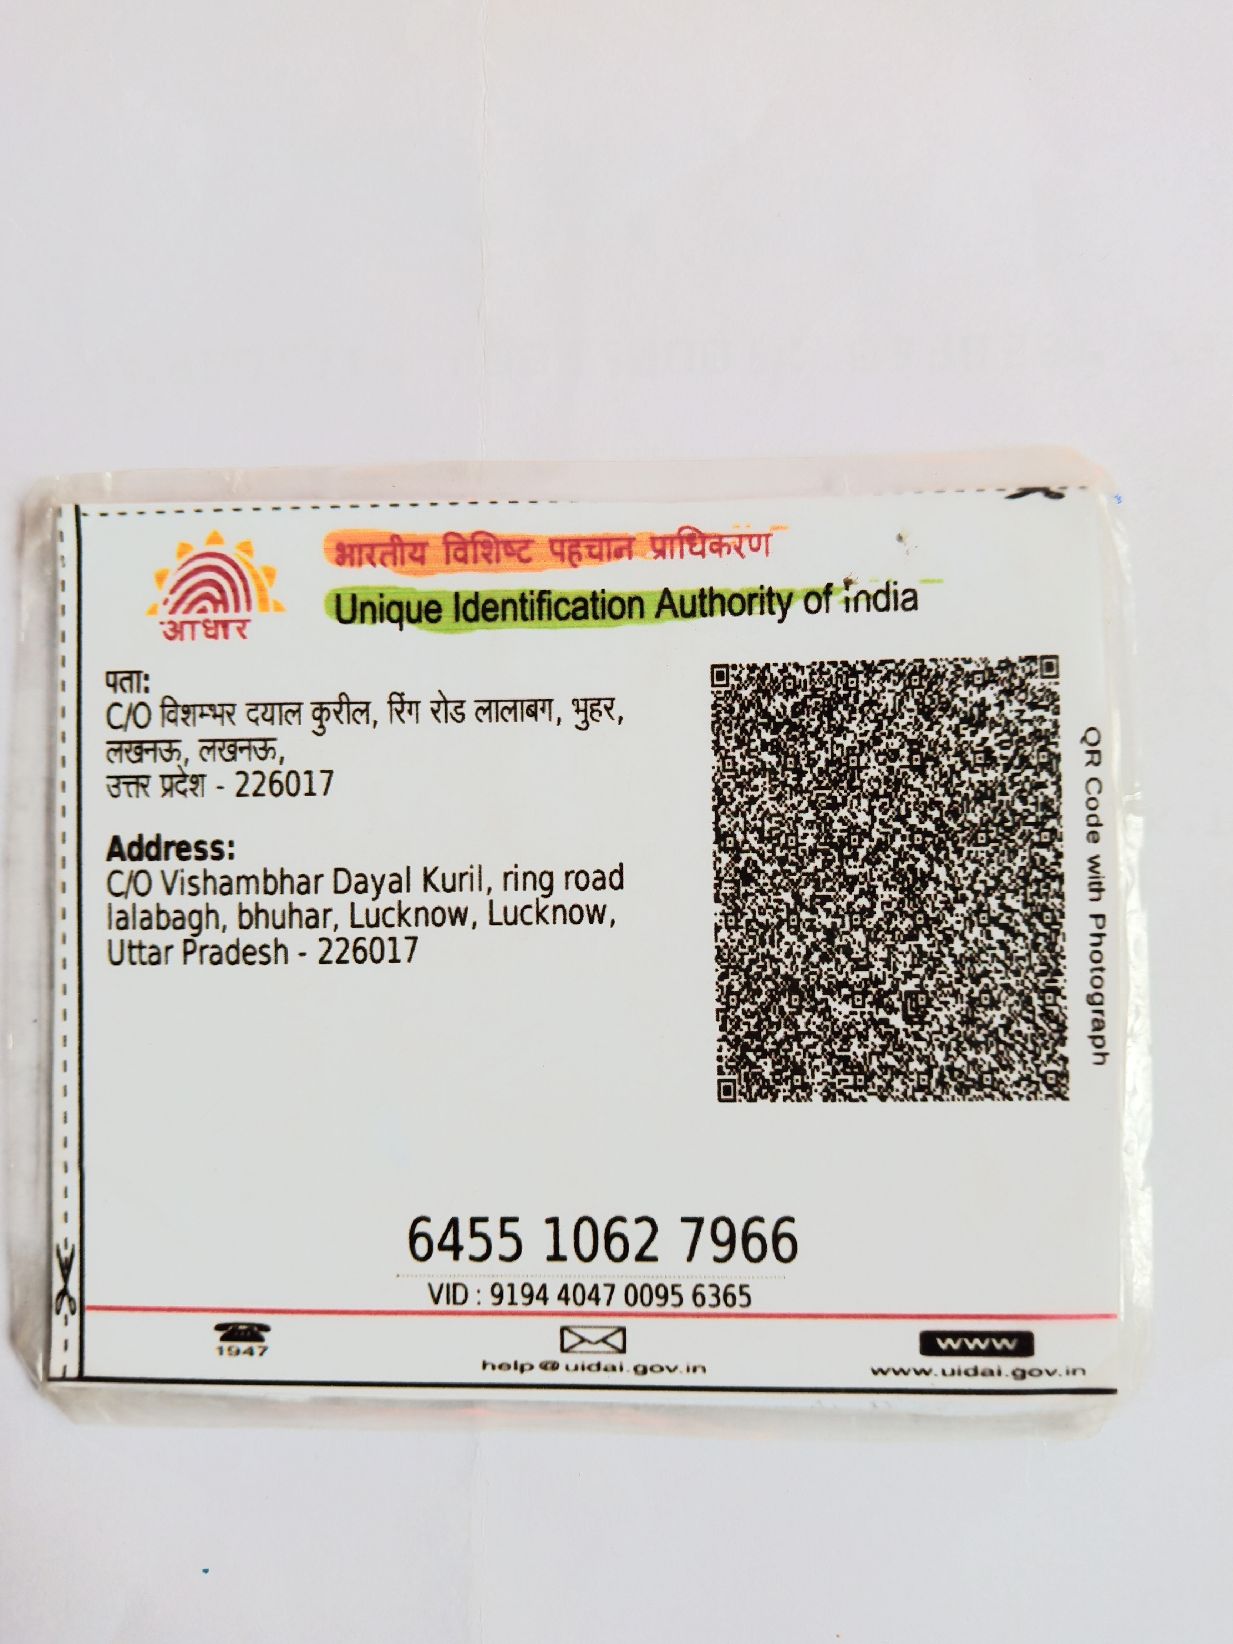 भारतीय विशिष्ट पहचान प्राधिकरण
Unique Identification Authority of India
आधार
पता:
C/O विशम्भर दयाल कुरील, रिंग रोड लालाबग, भुहर,
लखनऊ, लखनऊ,
उत्तर प्रदेश - 226017
Address:
C/O Vishambhar Dayal Kuril, ring road
lalabagh, bhuhar, Lucknow, Lucknow,
Uttar Pradesh - 226017
QR Code with Photograph
6455 1062 7966
VID : 9194 4047 0095 6365
1947
help@uidai.gov.in
www
www.uidai.gov.in